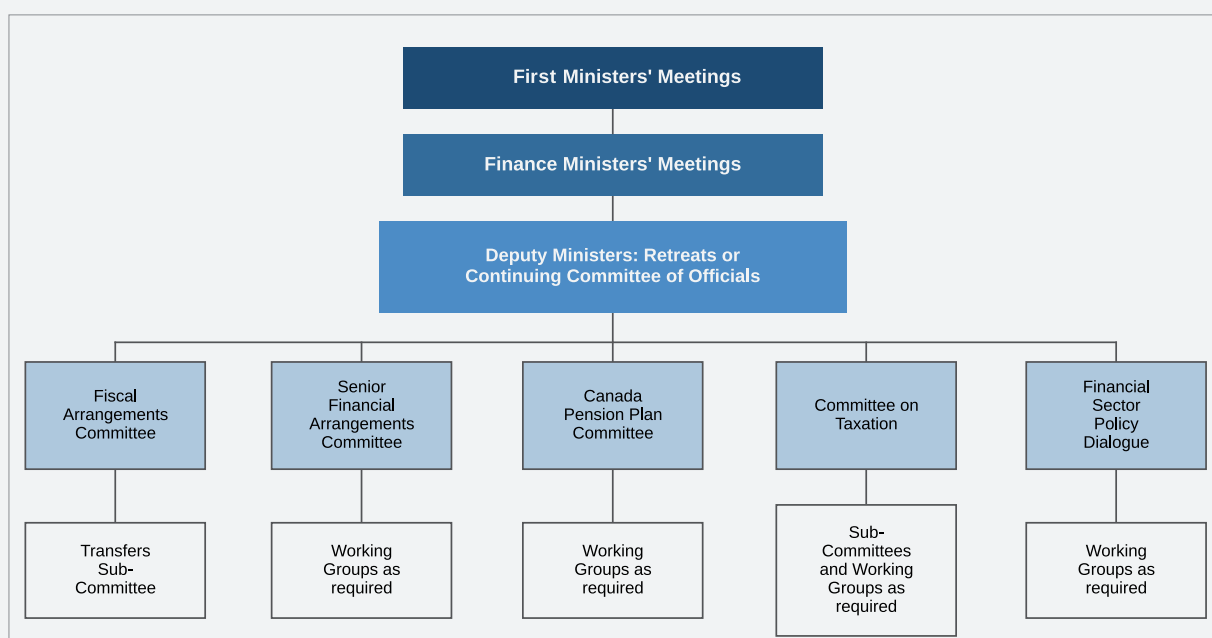 First Ministers' Meetings
Finance Ministers' Meetings
Deputy Ministers: Retreats or
Continuing Committee of Officials
Fiscal
Arrangements
Committee
Senior
Financial
Arrangements
Committee
Canada
Pension Plan
Committee
Committee on
Taxation
Financial
Sector
Policy
Dialogue
Transfers
Sub-
Committee
Working
Groups as
required
Working
Groups as
required
Sub-
Committees
and Working
Groups as
required
Working
Groups as
required